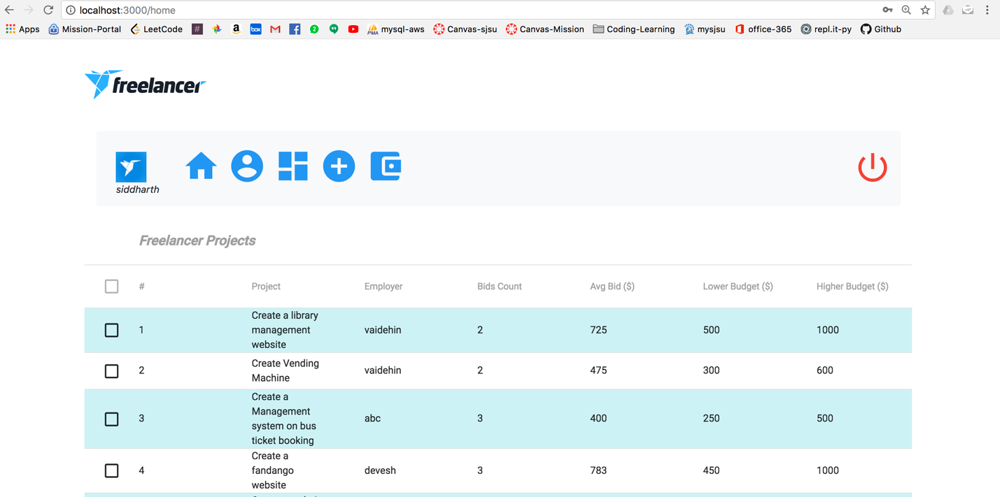 localhost:3000/home
Apps Mission-Portal LeetCode # a box M f 2 mysql-aws Canvas-sjsu Canvas-Mission Coding-Learning mysjsu office-365 repl.it-py Github
freelancer
siddharth
Freelancer Projects
# Project Employer Bids Count Avg Bid ($) Lower Budget ($) Higher Budget ($)
Create a library
1 management vaidehin 2 725 500 1000
website
Create Vending
2 vaidehin 2 475 300 600
Machine
Create a
Management
3 abc 3 400 250 500
system on bus
ticket booking
Create a
4 fandango devesh 3 783 450 1000
website